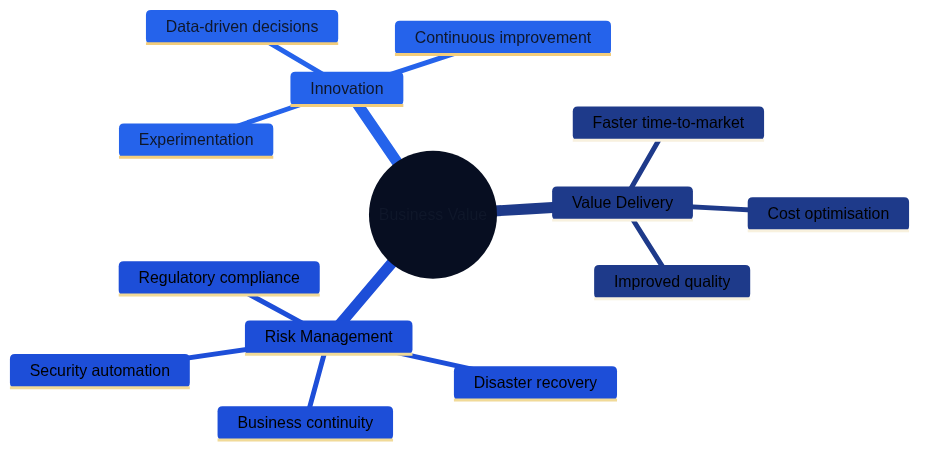 Data-driven decisions
Continuous improvement
Innovation
Experimentation
Faster time-to-market
Business Value
Value Delivery
Cost optimisation
Improved quality
Regulatory compliance
Risk Management
Security automation
Disaster recovery
Business continuity